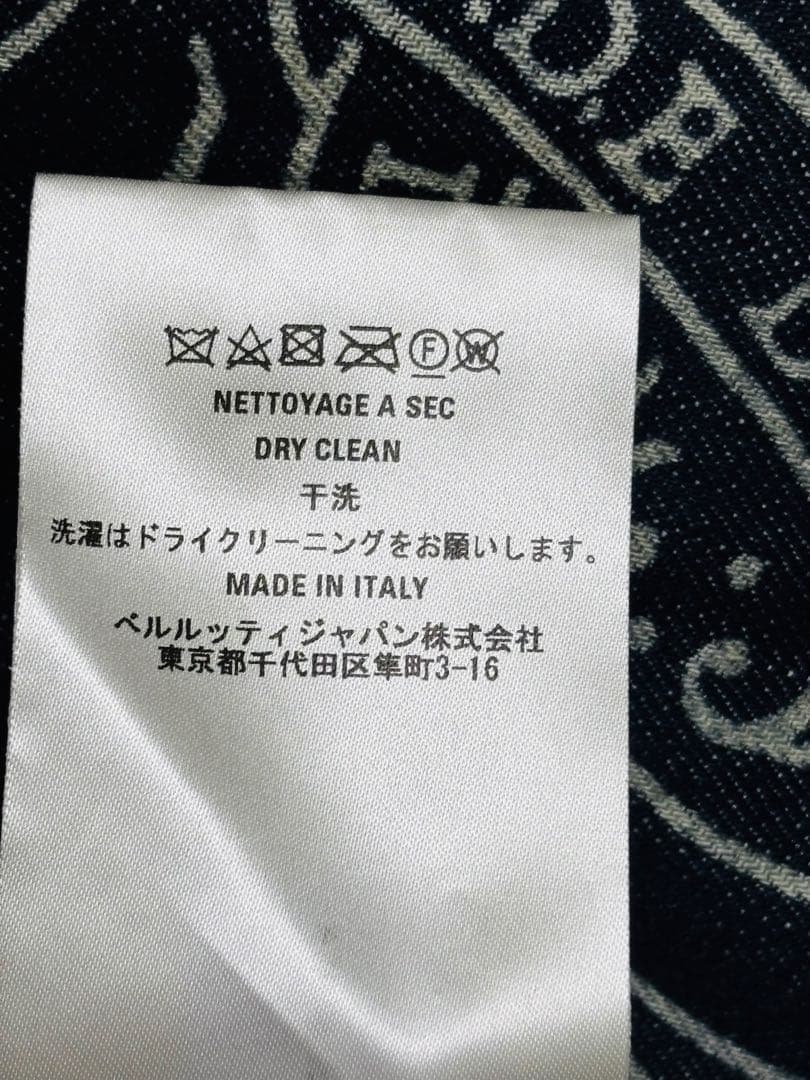 DE
F W
NETTOYAGE A SEC
DRY CLEAN
干洗
洗濯はドライクリーニングをお願いします。
MADE IN ITALY
ベルルッティジャパン株式会社
東京都千代田区隼町3-16